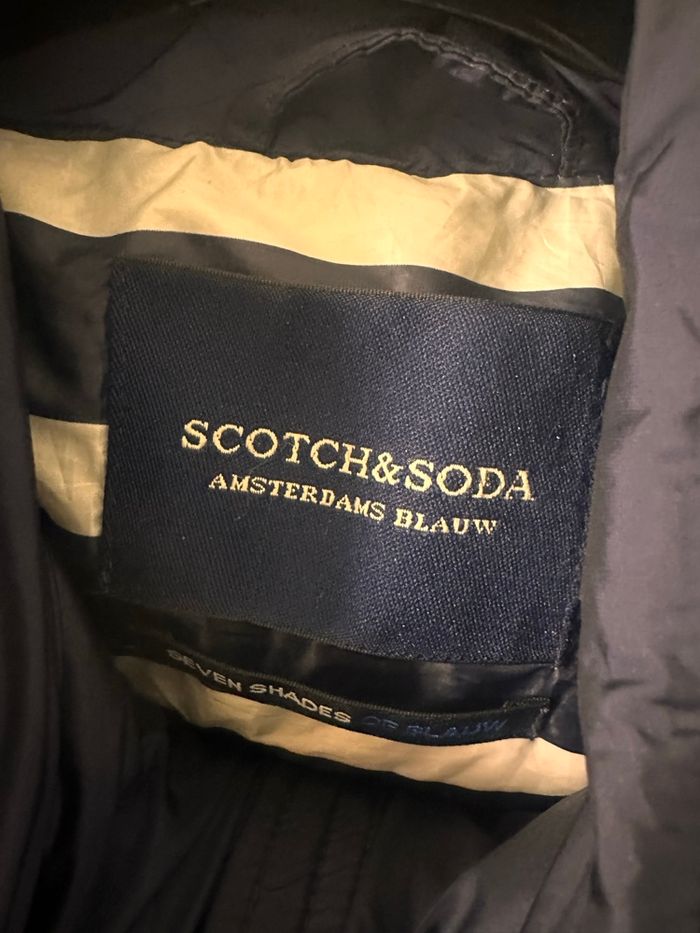 SCOTCH&SODA
AMSTERDAMS BLAUW
SEVEN SHADES OF BLAUW